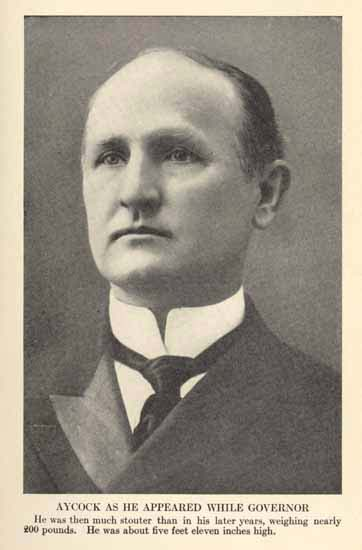 AYCOCK AS HE APPEARED WHILE GOVERNOR
He was then much stouter than in his later years, weighing nearly
200 pounds. He was about five feet eleven inches high.